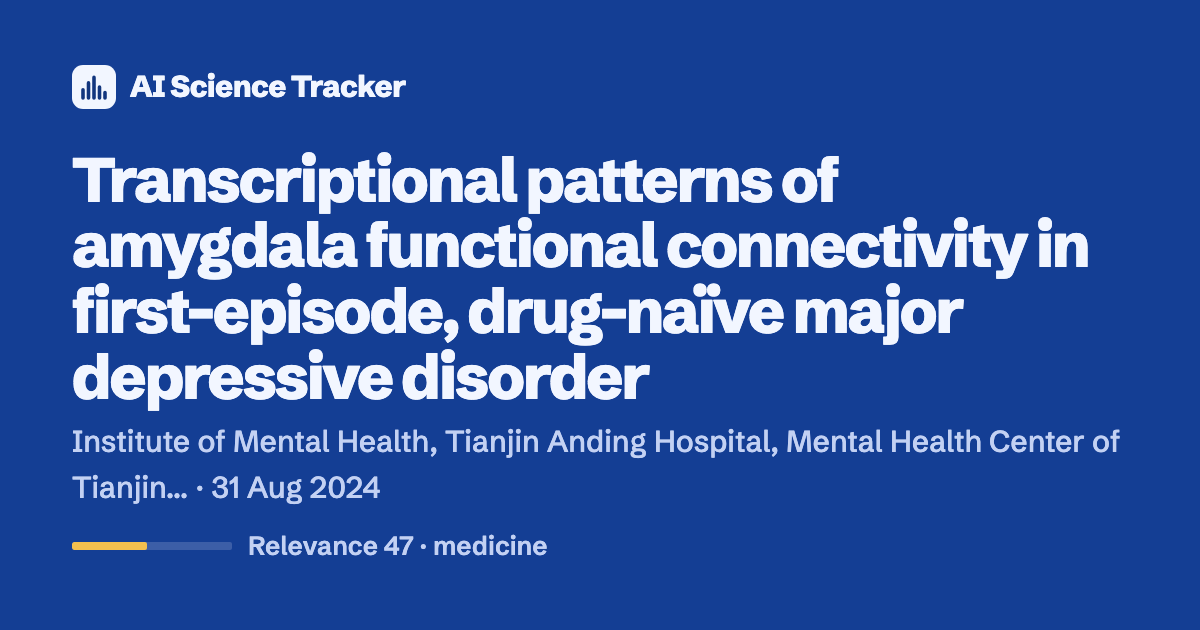 AI Science Tracker
Transcriptional patterns of
amygdala functional connectivity in
first-episode, drug-naïve major
depressive disorder
Institute of Mental Health, Tianjin Anding Hospital, Mental Health Center of
Tianjin... · 31 Aug 2024
Relevance 47 · medicine